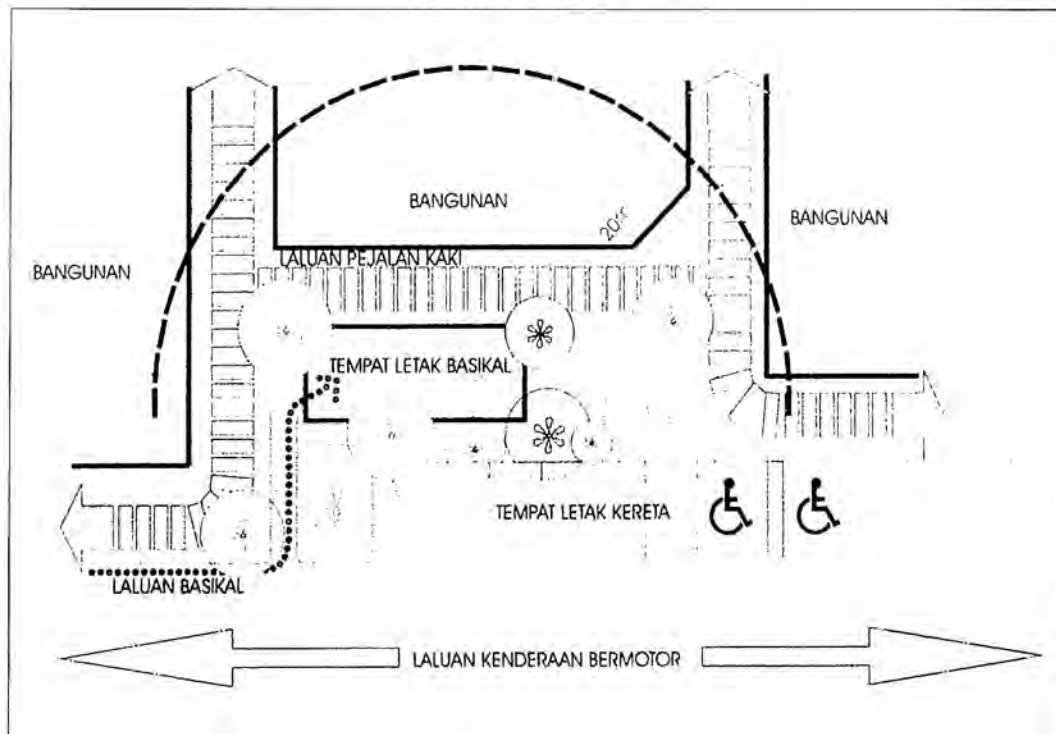 BANGUNAN
BANGUNAN
BANGUNAN
LALUAN PEJALAN KAKI
TEMPAT LETAK BASIKAL
TEMPAT LETAK KERETA
LALUAN BASIKAL
LALUAN KENDERAAN BERMOTOR